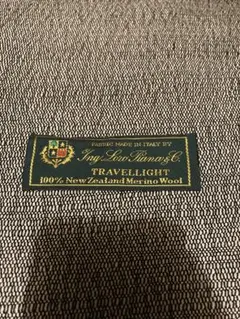 FABRIC MADE IN ITALY BY
Ing. Loro Piana & C.
TRAVELLIGHT
100% New Zealand Merino Wool